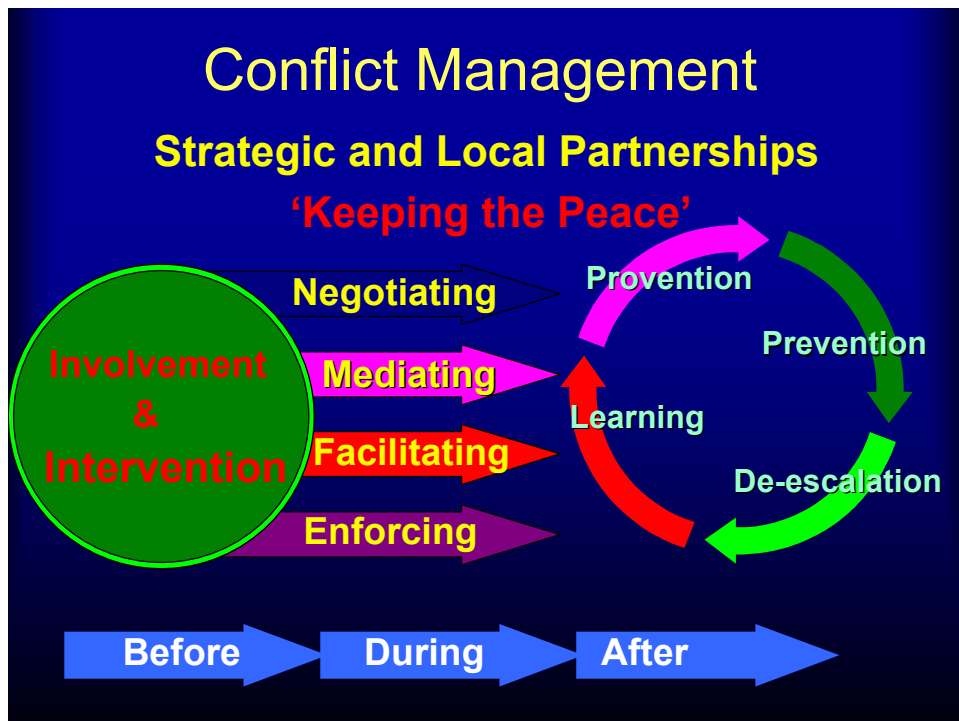 Conflict Management
Strategic and Local Partnerships
‘Keeping the Peace’
Involvement
&
Intervention
Negotiating
Mediating
Facilitating
Enforcing
Provention
Prevention
De-escalation
Learning
Before
During
After